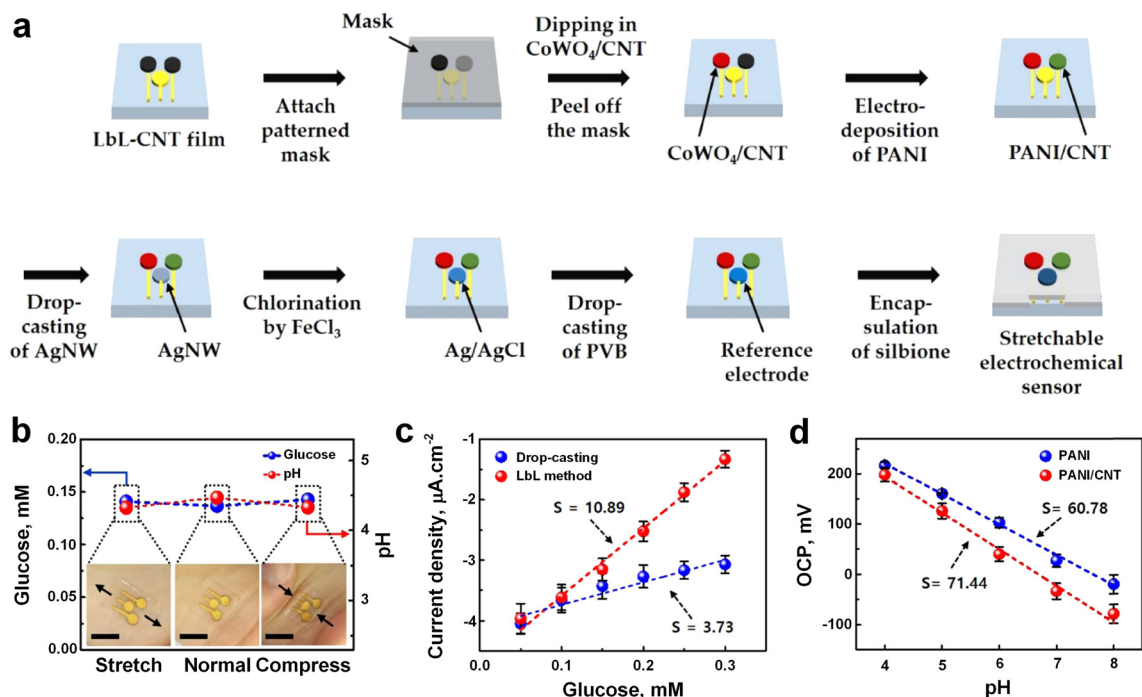 a
Mask
Dipping in
CoWO₄/CNT
LbL-CNT film
Attach
patterned
mask
Peel off
the mask
CoWO₄/CNT
Electro-
deposition
of PANI
PANI/CNT
Drop-
casting
of AgNW
AgNW
Chlorination
by FeCl₃
Ag/AgCl
Drop-
casting
of PVB
Reference
electrode
Encap-
sulation
of silbione
Stretchable
electrochemical
sensor
b
Glucose, mM
0.20
0.15
0.10
0.05
0.00
Glucose
pH
5
4
3
pH
Stretch Normal Compress
c
Current density, μA.cm⁻²
-1
-2
-3
-4
Drop-casting
LbL method
S = 10.89
S = 3.73
0.0 0.1 0.2 0.3
Glucose, mM
d
OCP, mV
200
100
0
-100
PANI
PANI/CNT
S = 60.78
S= 71.44
4 5 6 7 8
pH